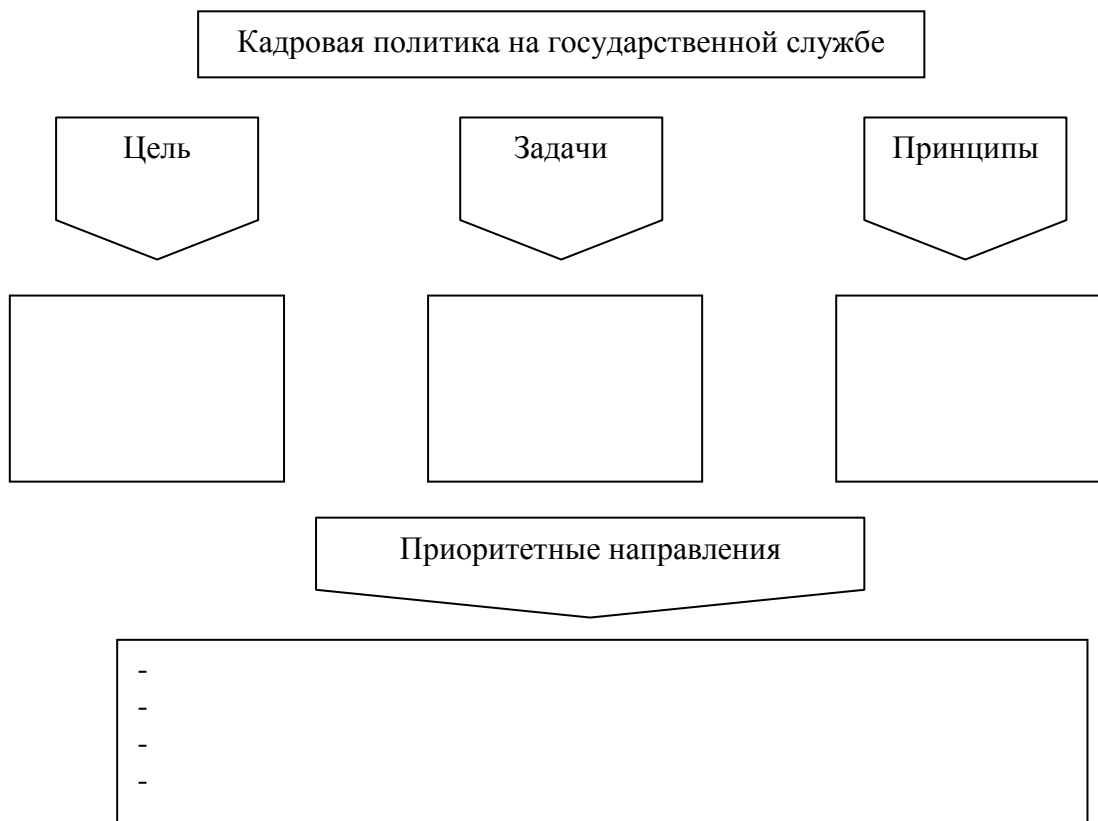 Кадровая политика на государственной службе
Цель
Задачи
Принципы
Приоритетные направления
-
-
-
-